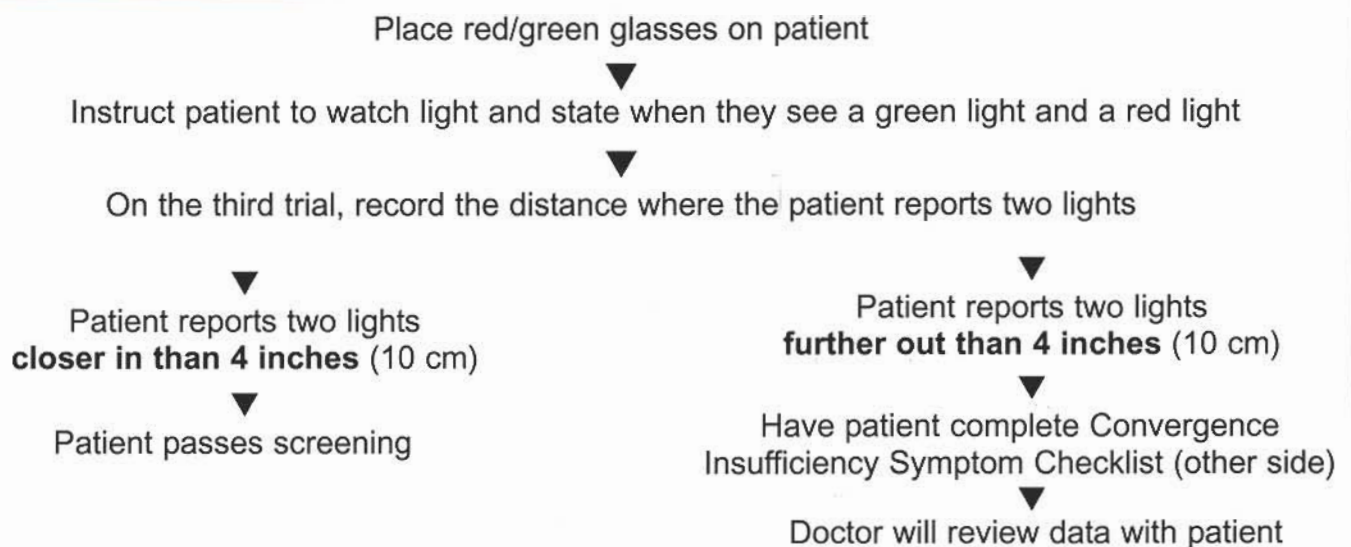 Place red/green glasses on patient
Instruct patient to watch light and state when they see a green light and a red light
On the third trial, record the distance where the patient reports two lights
Patient reports two lights
closer in than 4 inches (10 cm)
Patient passes screening
Patient reports two lights
further out than 4 inches (10 cm)
Have patient complete Convergence
Insufficiency Symptom Checklist (other side)
Doctor will review data with patient